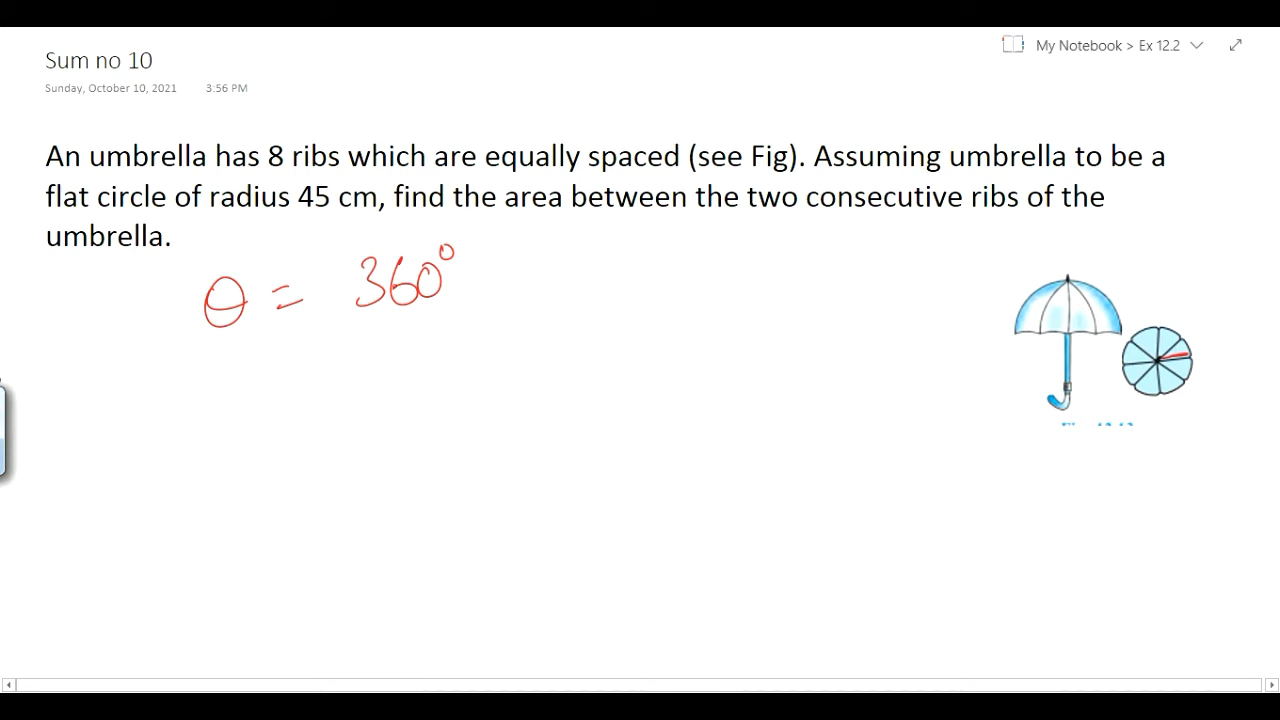 Sum no 10
My Notebook > Ex 12.2
Sunday, October 10, 2021 3:56 PM
An umbrella has 8 ribs which are equally spaced (see Fig). Assuming umbrella to be a
flat circle of radius 45 cm, find the area between the two consecutive ribs of the
umbrella.
θ = 360°